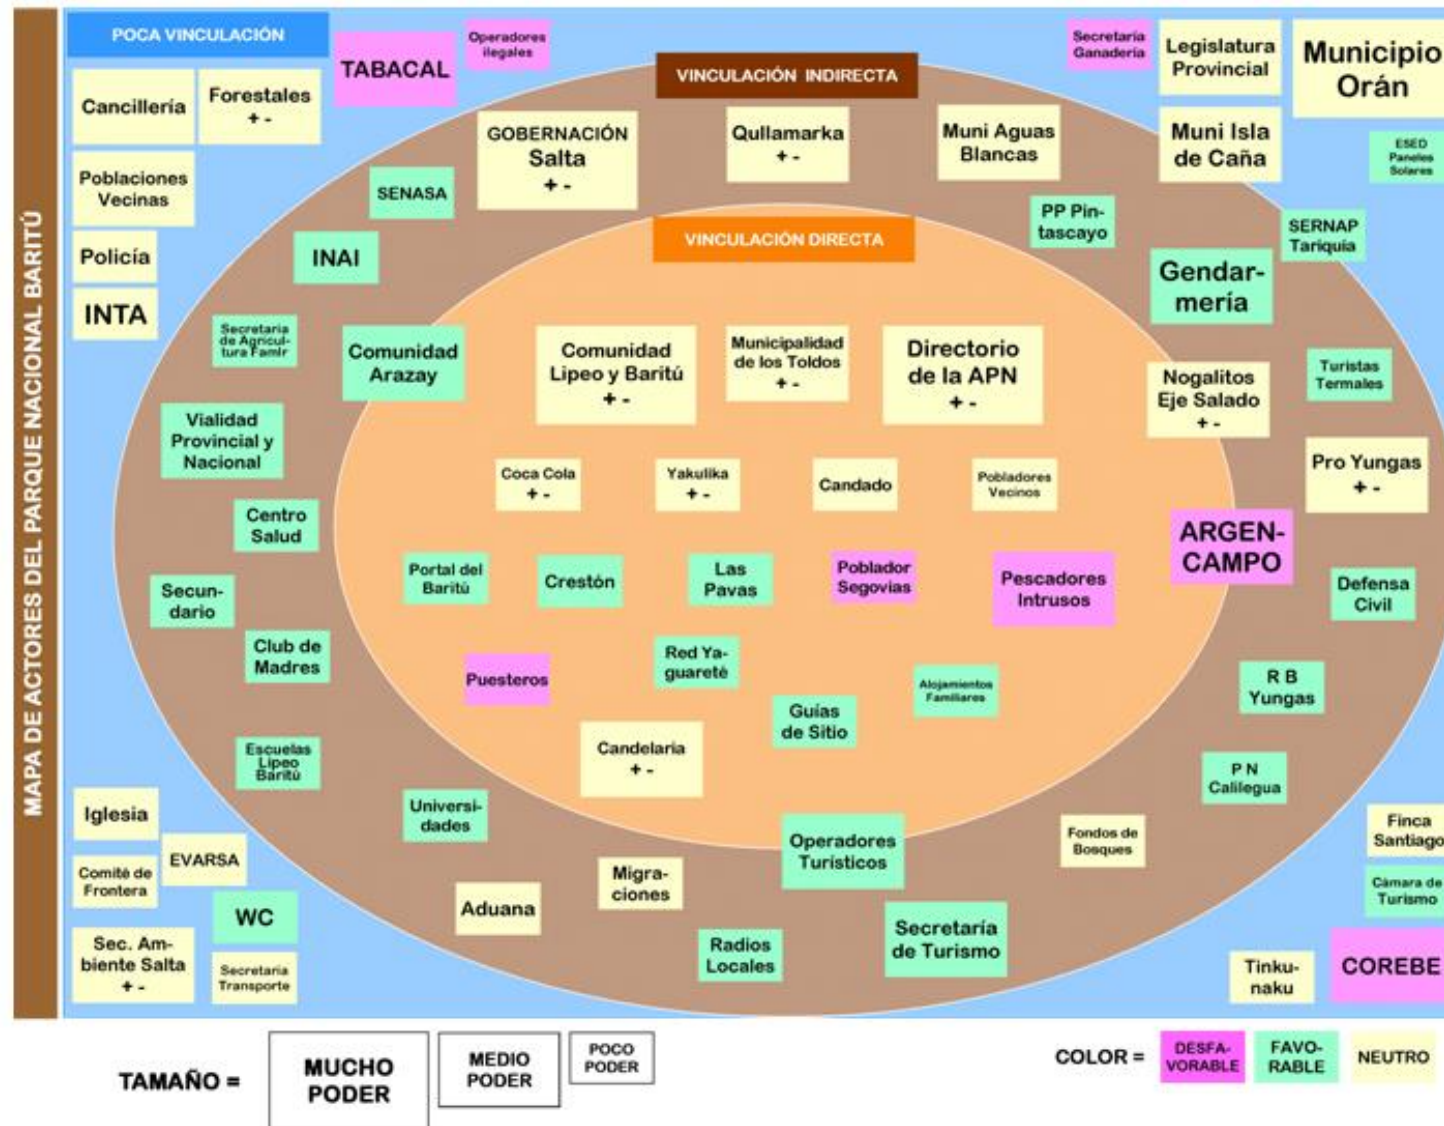 MAPA DE ACTORES DEL PARQUE NACIONAL BARITÚ
POCA VINCULACIÓN
TABACAL
Operadores
ilegales
Cancillería
Forestales
+ -
Poblaciones
Vecinas
Policía
INTA
VINCULACIÓN INDIRECTA
Secretaría
Ganadería
Legislatura
Provincial
Municipio
Orán
Muni Isla
de Caña
ESED
Paneles
Solares
GOBERNACIÓN
Salta
+ -
Qullamarka
+ -
Muni Aguas
Blancas
SENASA
INAI
PP Pin-
tascayo
SERNAP
Tariquia
Gendar-
mería
VINCULACIÓN DIRECTA
Secretaria
de Agricul-
tura Famlr
Comunidad
Arazay
Comunidad
Lipeo y Baritú
+ -
Municipalidad
de los Toldos
+ -
Directorio
de la APN
+ -
Nogalitos
Eje Salado
+ -
Turistas
Termales
Vialidad
Provincial y
Nacional
Coca Cola
+ -
Yakulika
+ -
Candado
Pobladores
Vecinos
Pro Yungas
+ -
Centro
Salud
ARGEN-
CAMPO
Portal del
Baritú
Crestón
Las
Pavas
Poblador
Segovias
Pescadores
Intrusos
Secun-
dario
Defensa
Civil
Club de
Madres
Puesteros
Red Ya-
guaretè
Alojamientos
Familiares
R B
Yungas
Guías
de Sitio
Escuelas
Lipeo
Baritú
Candelaria
+ -
P N
Calilegua
Iglesia
Universi-
dades
Operadores
Turísticos
Fondos de
Bosques
Finca
Santiago
EVARSA
Comité de
Frontera
Migra-
ciones
Cámara de
Turismo
WC
Aduana
Secretaría
de Turismo
Sec. Am-
biente Salta
+ -
Secretaria
Transporte
Radios
Locales
Tinku-
naku
COREBE
TAMAÑO =
MUCHO
PODER
MEDIO
PODER
POCO
PODER
COLOR =
DESFA-
VORABLE
FAVO-
RABLE
NEUTRO